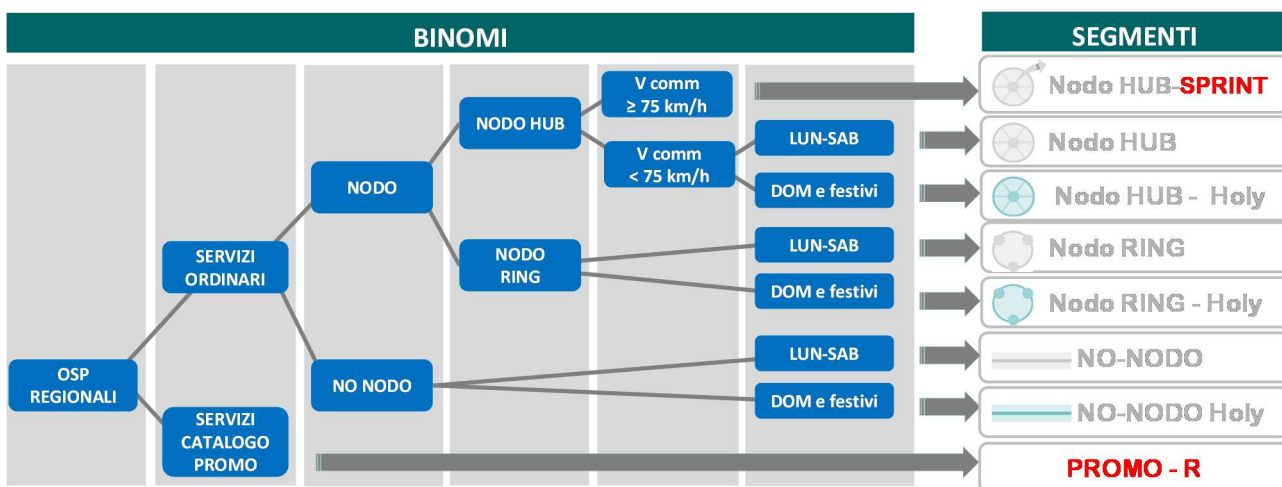 BINOMI
SEGMENTI
V comm
≥ 75 km/h
Nodo HUB-SPRINT
S
NODO HUB
LUN-SAB
Nodo HUB
V comm
< 75 km/h
NODO
DOM e festivi
Nodo HUB - Holy
SERVIZI
ORDINARI
NODO
RING
LUN-SAB
Nodo RING
DOM e festivi
Nodo RING - Holy
LUN-SAB
NO-NODO
OSP
REGIONALI
NO NODO
DOM e festivi
NO-NODO Holy
SERVIZI
CATALOGO
PROMO
PROMO - R